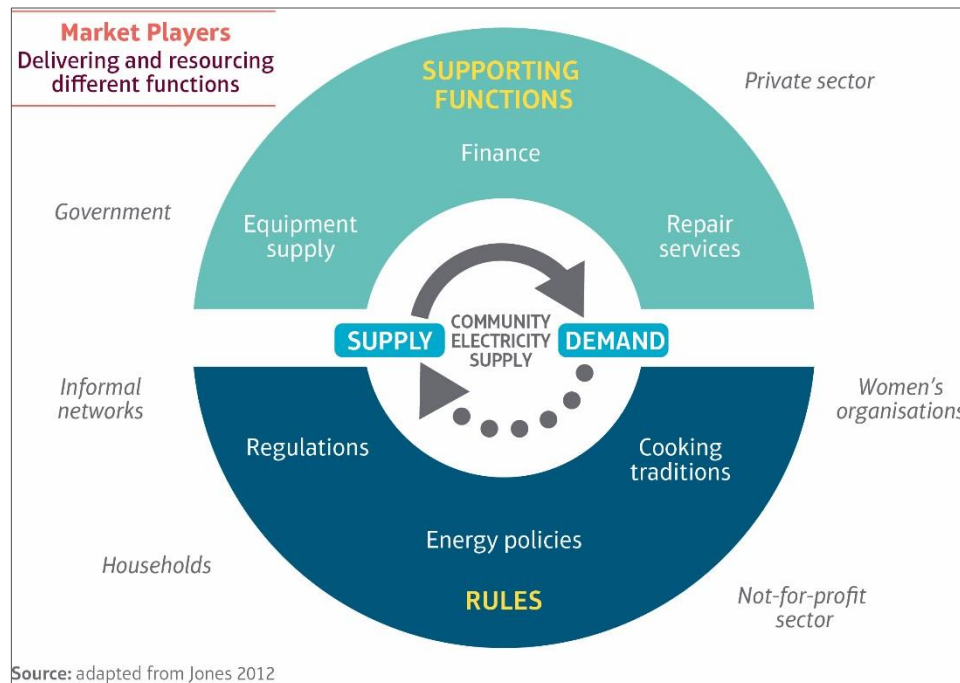 Market Players
Delivering and resourcing
different functions
SUPPORTING
FUNCTIONS
Private sector
Finance
Government
Equipment
supply
Repair
services
SUPPLY
COMMUNITY
ELECTRICITY
SUPPLY
DEMAND
Informal
networks
Women's
organisations
Regulations
Cooking
traditions
Energy policies
Households
RULES
Not-for-profit
sector
Source: adapted from Jones 2012